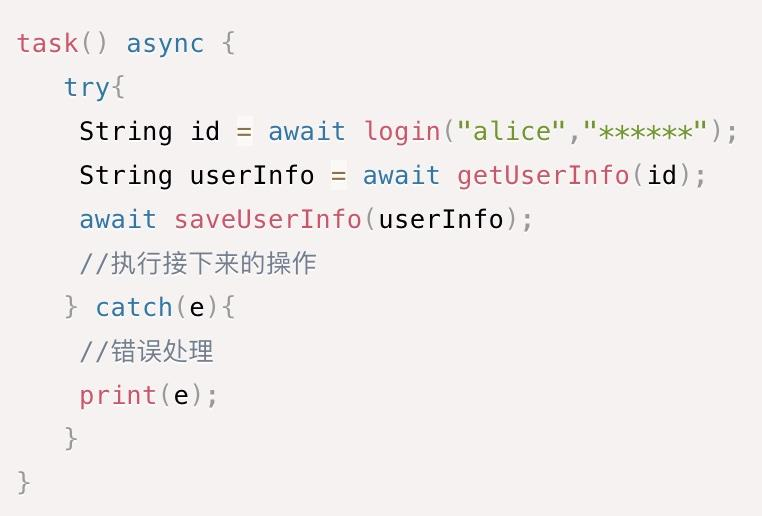 task() async {
try{
String id = await login("alice","******");
String userInfo = await getUserInfo(id);
await saveUserInfo(userInfo);
//执行接下来的操作
} catch(e){
//错误处理
print(e);
}
}